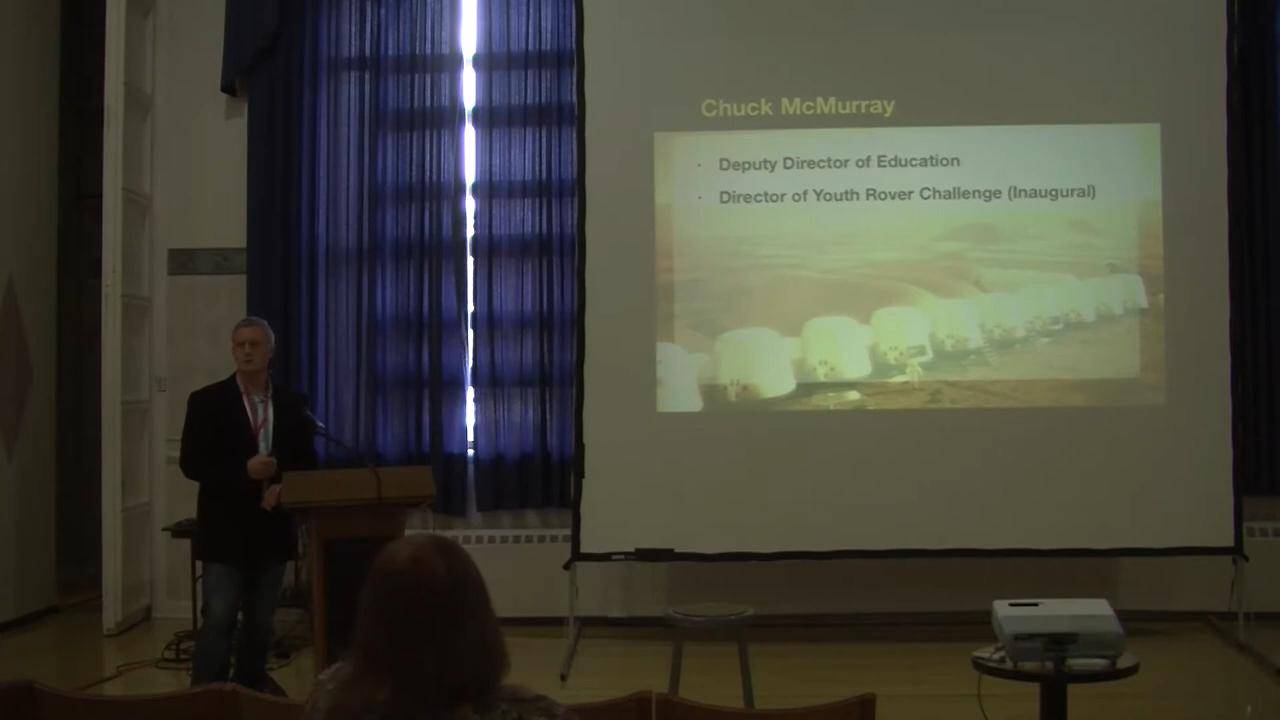 Chuck McMurray
· Deputy Director of Education
· Director of Youth Rover Challenge (Inaugural)